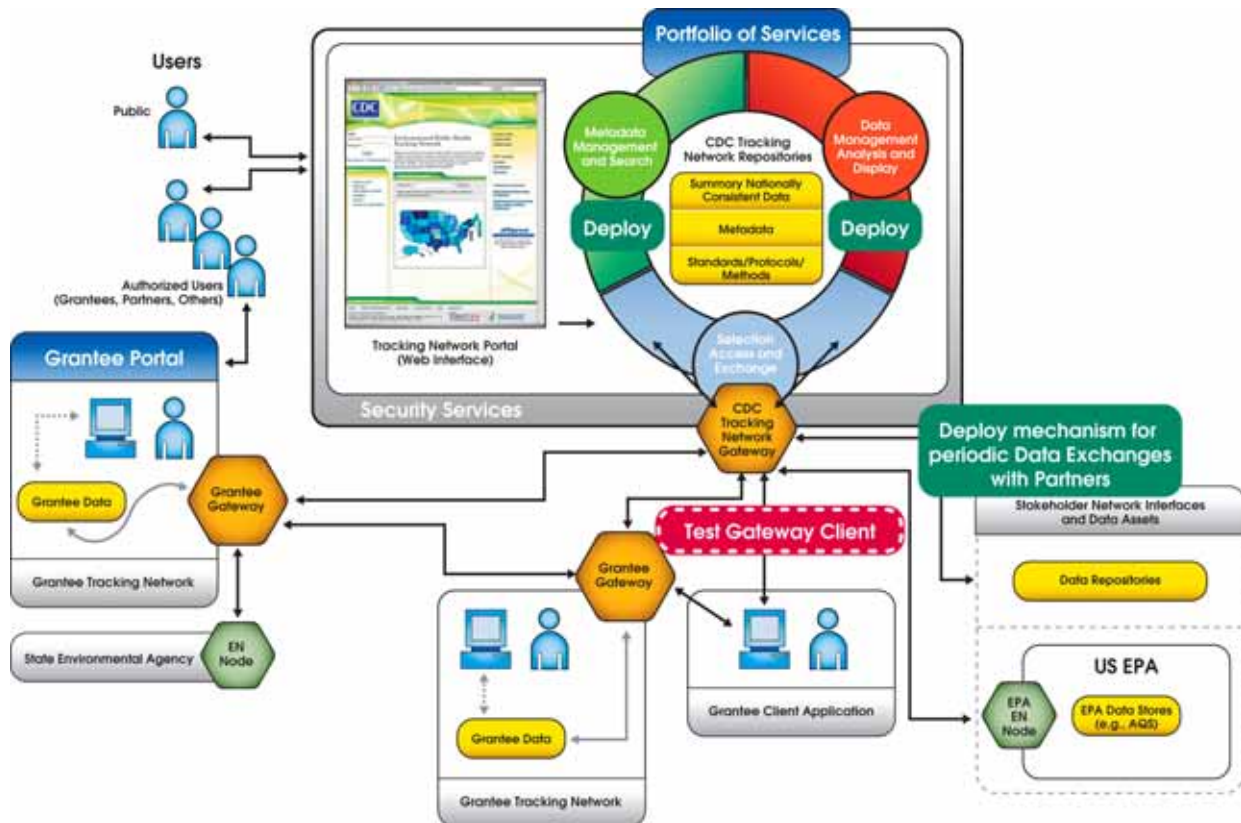 Portfolio of Services
Users
Public
CDC
Metadata
Management
and Search
Data
Management
Analysis and
Display
CDC Tracking
Network Repositories
Summary Nationally
Consistent Data
Metadata
Standards/Protocols/
Methods
Deploy
Deploy
Authorized Users
(Grantees, Partners, Others)
Tracking Network Portal
(Web Interface)
Selection
Access and
Exchange
Security Services
CDC
Tracking
Network
Gateway
Grantee Portal
Grantee Data
Grantee
Gateway
Grantee Tracking Network
Deploy mechanism for
periodic Data Exchanges
with Partners
Stakeholder Network Interfaces
and Data Assets
Data Repositories
Test Gateway Client
Grantee
Gateway
State Environmental Agency
EN
Node
Grantee Data
Grantee Tracking Network
Grantee Client Application
US EPA
EPA
EN
Node
EPA Data Stores
(e.g., AQS)